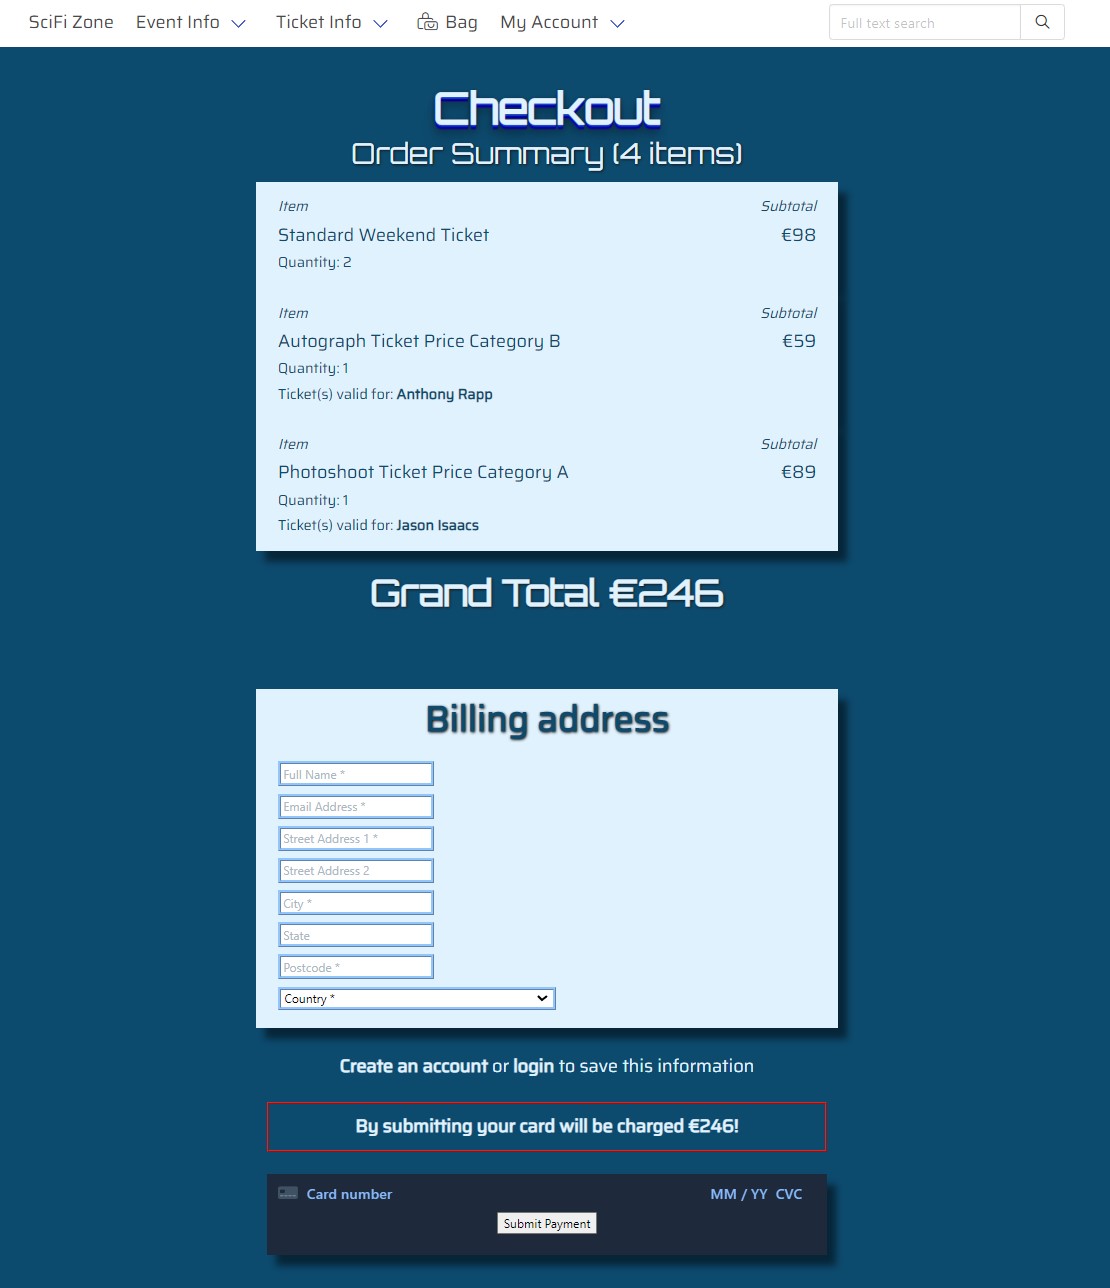 SciFi Zone Event Info Ticket Info Bag My Account Full text search
Checkout
Order Summary (4 items)
Item Subtotal
Standard Weekend Ticket €98
Quantity: 2
Item Subtotal
Autograph Ticket Price Category B €59
Quantity: 1
Ticket(s) valid for: Anthony Rapp
Item Subtotal
Photoshoot Ticket Price Category A €89
Quantity: 1
Ticket(s) valid for: Jason Isaacs
Grand Total €246
Billing address
Full Name *
Email Address *
Street Address 1 *
Street Address 2
City *
State
Postcode *
Country *
Create an account or login to save this information
By submitting your card will be charged €246!
Card number MM / YY CVC
Submit Payment